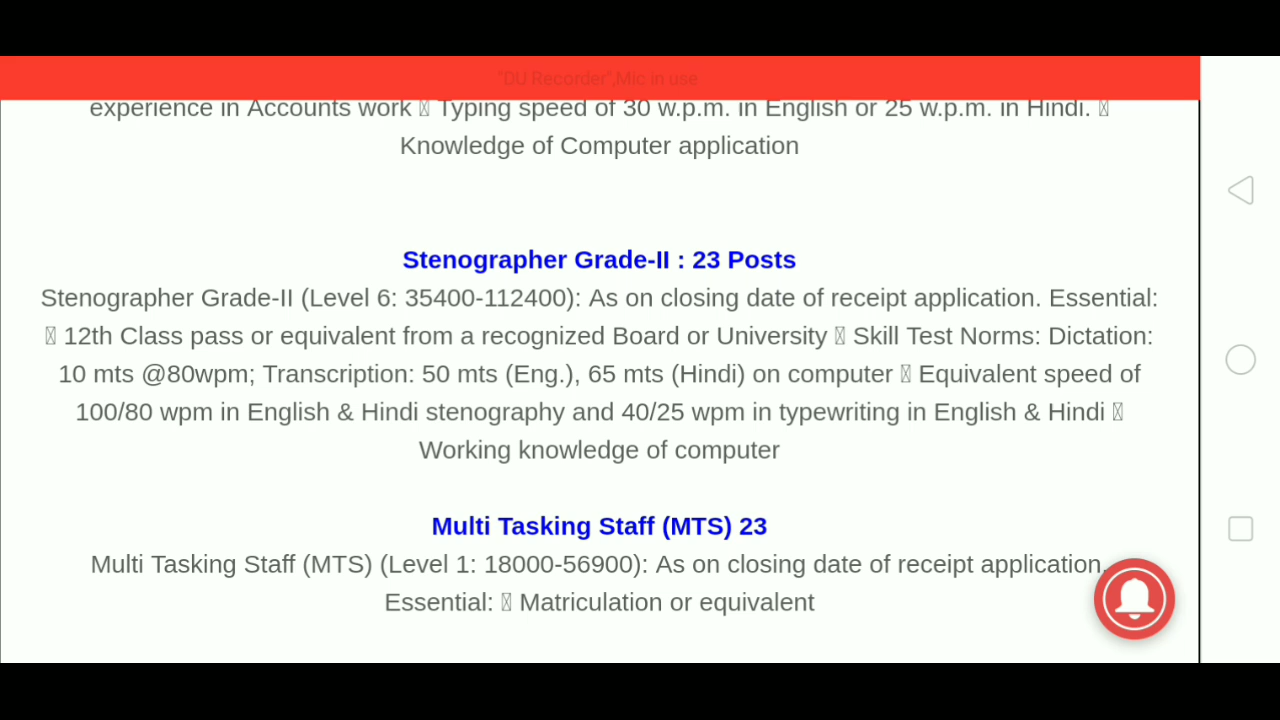 "DU Recorder",Mic in use
experience in Accounts work  Typing speed of 30 w.p.m. in English or 25 w.p.m. in Hindi. 
Knowledge of Computer application
Stenographer Grade-II : 23 Posts
Stenographer Grade-II (Level 6: 35400-112400): As on closing date of receipt application. Essential:
 12th Class pass or equivalent from a recognized Board or University  Skill Test Norms: Dictation:
10 mts @80wpm; Transcription: 50 mts (Eng.), 65 mts (Hindi) on computer  Equivalent speed of
100/80 wpm in English & Hindi stenography and 40/25 wpm in typewriting in English & Hindi 
Working knowledge of computer
Multi Tasking Staff (MTS) 23
Multi Tasking Staff (MTS) (Level 1: 18000-56900): As on closing date of receipt application.
Essential:  Matriculation or equivalent